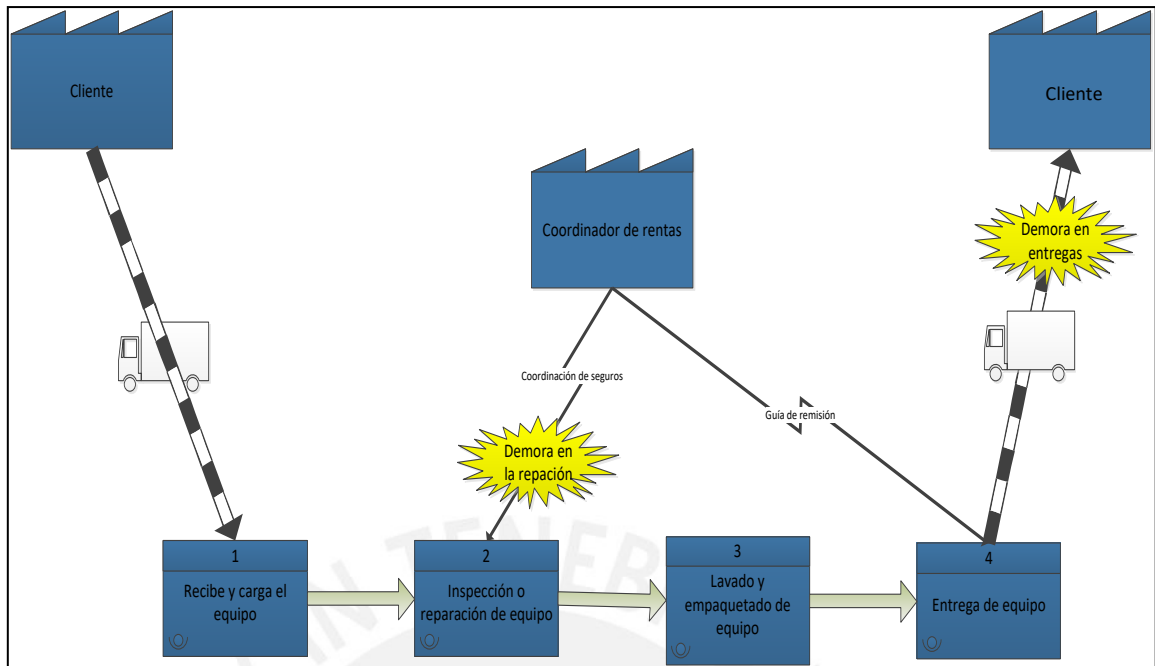 Cliente
Cliente
Coordinador de rentas
Demora en
entregas
Coordinación de seguros
Guía de remisión
Demora en
la repación
1
Recibe y carga el
equipo
2
Inspección o
reparación de equipo
3
Lavado y
empaquetado de
equipo
4
Entrega de equipo